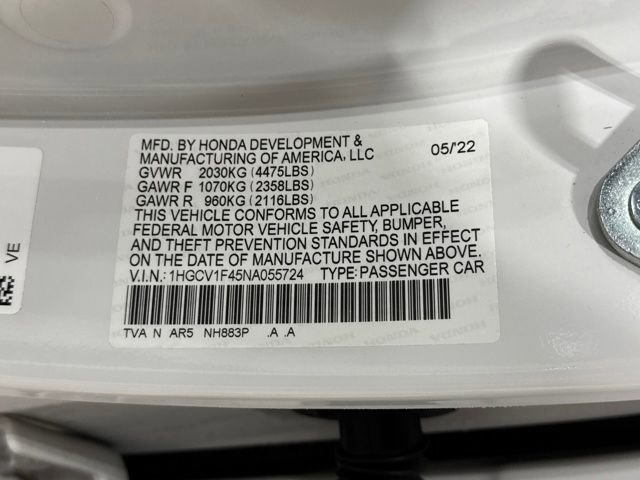 MFD. BY HONDA DEVELOPMENT &
MANUFACTURING OF AMERICA, LLC 05/'22
GVWR 2030KG (4475LBS)
GAWR F 1070KG (2358LBS)
GAWR R 960KG (2116LBS)
THIS VEHICLE CONFORMS TO ALL APPLICABLE
FEDERAL MOTOR VEHICLE SAFETY, BUMPER,
AND THEFT PREVENTION STANDARDS IN EFFECT
ON THE DATE OF MANUFACTURE SHOWN ABOVE.
V.I.N.: 1HGCV1F45NA055724 TYPE: PASSENGER CAR
TVA N AR5 NH883P .A .A
VE